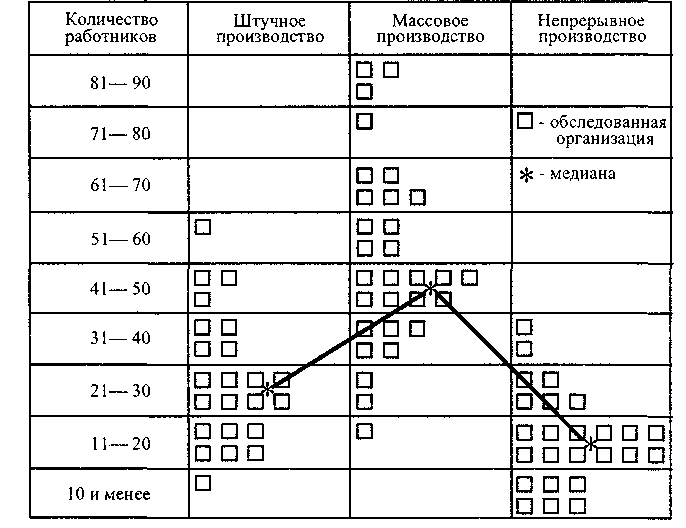 Количество работников
Штучное производство
Массовое производство
Непрерывное производство
81— 90
71— 80
- обследованная организация
61— 70
- медиана
51— 60
41— 50
31— 40
21— 30
11— 20
10 и менее